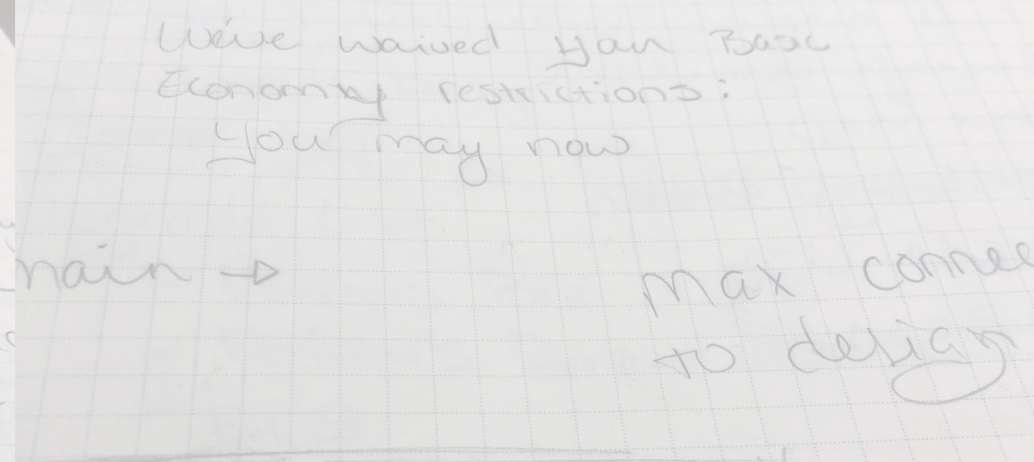 We've waived your Basic
Economy restrictions:
You may now
main →
max connec
to design